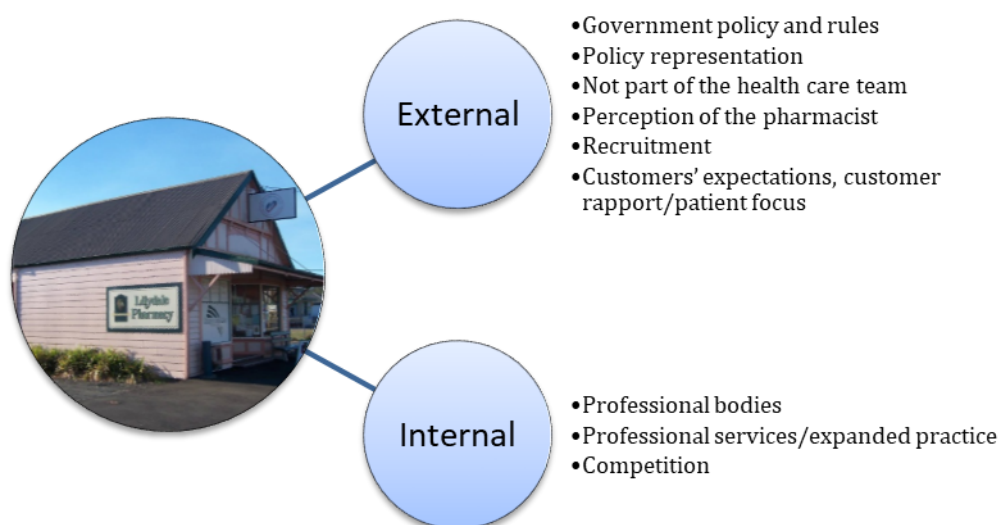 External
•Government policy and rules
•Policy representation
•Not part of the health care team
•Perception of the pharmacist
•Recruitment
•Customers’ expectations, customer
rapport/patient focus
Lilydale
Pharmacy
Internal
•Professional bodies
•Professional services/expanded practice
•Competition